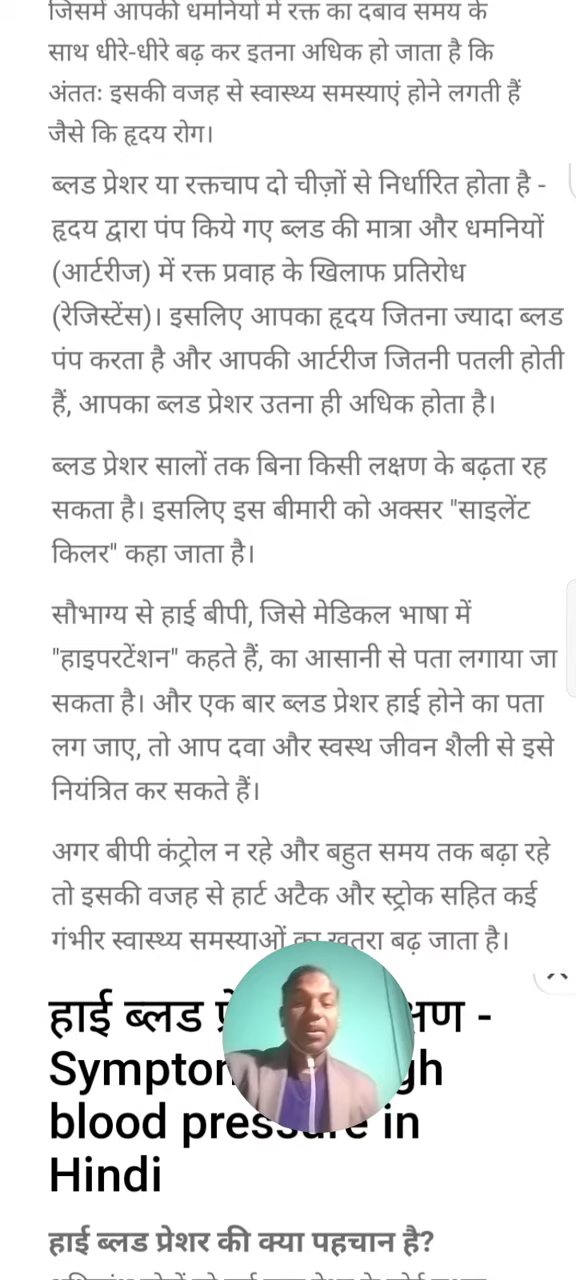 जिसमें आपकी धमनियों में रक्त का दबाव समय के
साथ धीरे-धीरे बढ़ कर इतना अधिक हो जाता है कि
अंततः इसकी वजह से स्वास्थ्य समस्याएं होने लगती हैं
जैसे कि हृदय रोग।
ब्लड प्रेशर या रक्तचाप दो चीज़ों से निर्धारित होता है -
हृदय द्वारा पंप किये गए ब्लड की मात्रा और धमनियों
(आर्टरीज) में रक्त प्रवाह के खिलाफ प्रतिरोध
(रेजिस्टेंस)। इसलिए आपका हृदय जितना ज्यादा ब्लड
पंप करता है और आपकी आर्टरीज जितनी पतली होती
हैं, आपका ब्लड प्रेशर उतना ही अधिक होता है।
ब्लड प्रेशर सालों तक बिना किसी लक्षण के बढ़ता रह
सकता है। इसलिए इस बीमारी को अक्सर "साइलेंट
किलर" कहा जाता है।
सौभाग्य से हाई बीपी, जिसे मेडिकल भाषा में
"हाइपरटेंशन" कहते हैं, का आसानी से पता लगाया जा
सकता है। और एक बार ब्लड प्रेशर हाई होने का पता
लग जाए, तो आप दवा और स्वस्थ जीवन शैली से इसे
नियंत्रित कर सकते हैं।
अगर बीपी कंट्रोल न रहे और बहुत समय तक बढ़ा रहे
तो इसकी वजह से हार्ट अटैक और स्ट्रोक सहित कई
गंभीर स्वास्थ्य समस्याओं का खतरा बढ़ जाता है।
हाई ब्लड -
blood pressure in
Hindi
हाई ब्लड प्रेशर की क्या पहचान है?